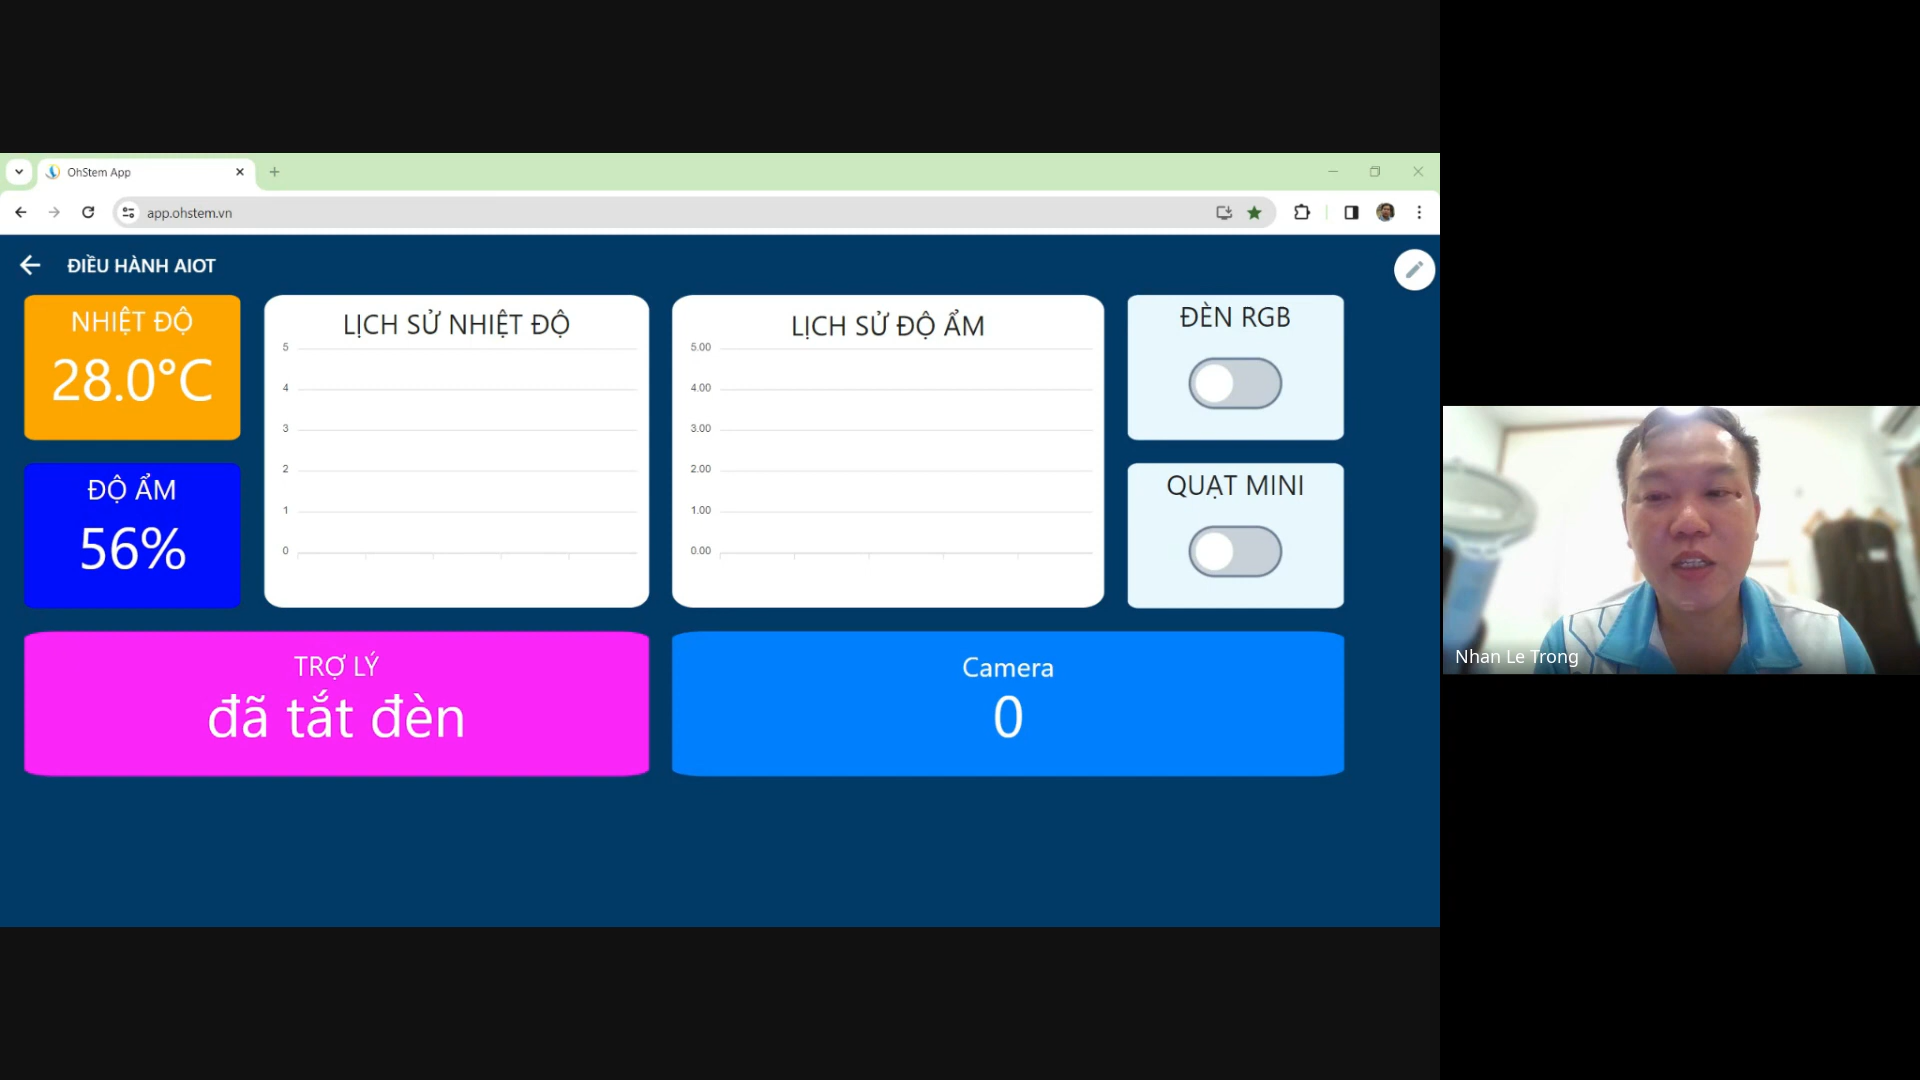 OhStem App
app.ohstem.vn
ĐIỀU HÀNH AIOT
NHIỆT ĐỘ
28.0°C
LỊCH SỬ NHIỆT ĐỘ
5
4
3
2
1
0
LỊCH SỬ ĐỘ ẨM
5.00
4.00
3.00
2.00
1.00
0.00
ĐÈN RGB
ĐỘ ẨM
56%
QUẠT MINI
TRỢ LÝ
đã tắt đèn
Camera
0
Nhan Le Trong